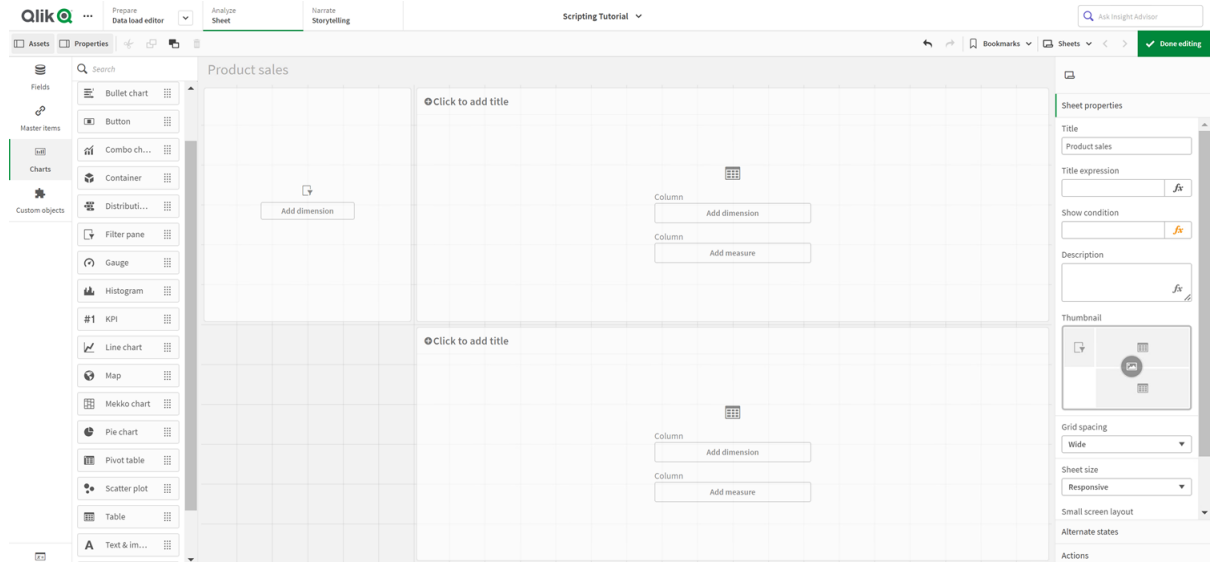 Qlik
Prepare
Data load editor
Analyze
Sheet
Narrate
Storytelling
Scripting Tutorial
Ask Insight Advisor
Assets
Properties
Bookmarks
Sheets
Done editing
Fields
Master items
Charts
Custom objects
Search
Bullet chart
Button
Combo ch...
Container
Distributi...
Filter pane
Gauge
Histogram
#1 KPI
Line chart
Map
Mekko chart
Pie chart
Pivot table
Scatter plot
Table
A Text & im...
Product sales
Add dimension
Click to add title
Column
Add dimension
Column
Add measure
Click to add title
Column
Add dimension
Column
Add measure
Sheet properties
Title
Product sales
Title expression
fx
Show condition
fx
Description
fx
Thumbnail
Grid spacing
Wide
Sheet size
Responsive
Small screen layout
Alternate states
Actions